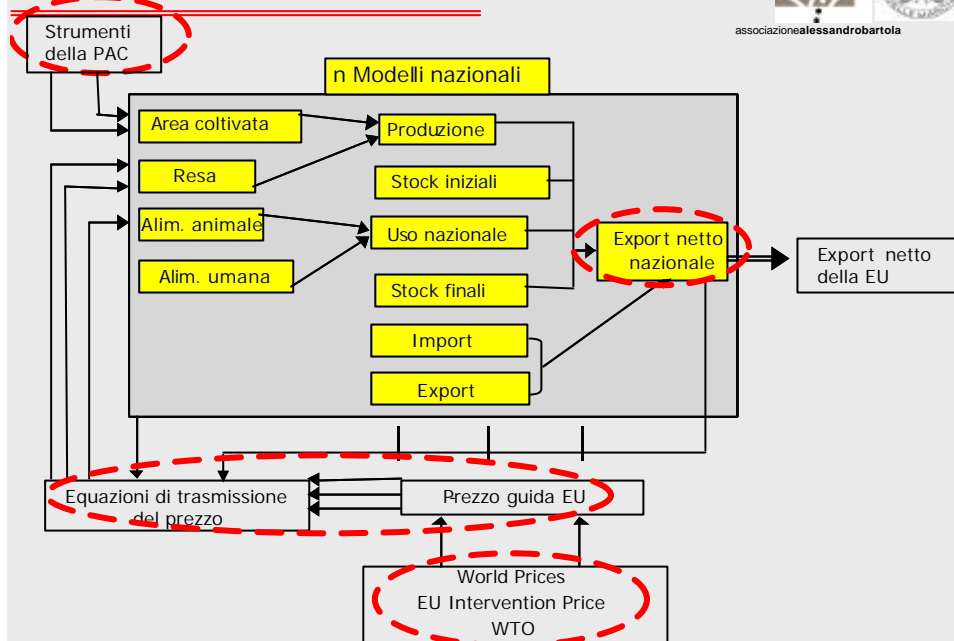 associazionealessandrobartola
Strumenti
della PAC
n Modelli nazionali
Area coltivata
Produzione
Resa
Stock iniziali
Alim. animale
Uso nazionale
Export netto
nazionale
Export netto
della EU
Alim. umana
Stock finali
Import
Export
Equazioni di trasmissione
del prezzo
Prezzo guida EU
World Prices
EU Intervention Price
WTO